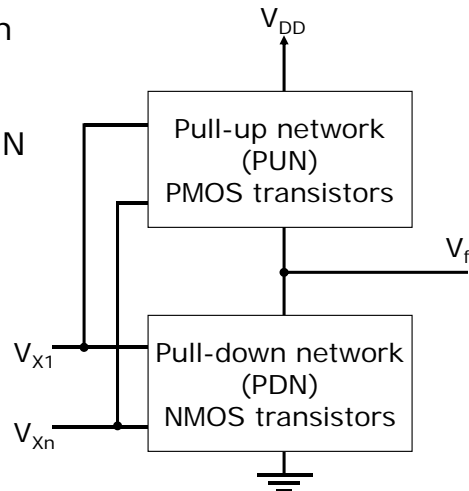 n
V_DD
N
Pull-up network
(PUN)
PMOS transistors
V_f
V_X1
Pull-down network
(PDN)
V_Xn
NMOS transistors